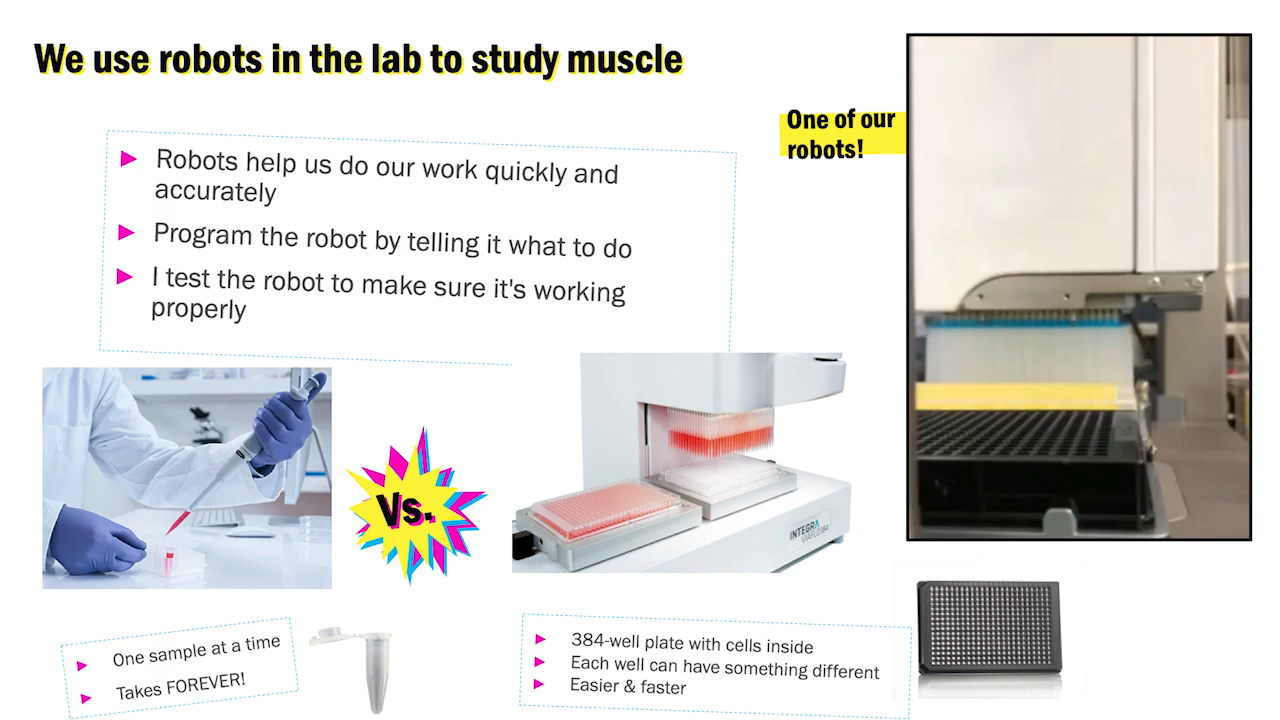 We use robots in the lab to study muscle
One of our
robots!
Robots help us do our work quickly and
accurately
Program the robot by telling it what to do
I test the robot to make sure it's working
properly
Vs.
INTEGRA
VIAFLO384
One sample at a time
Takes FOREVER!
384-well plate with cells inside
Each well can have something different
Easier & faster